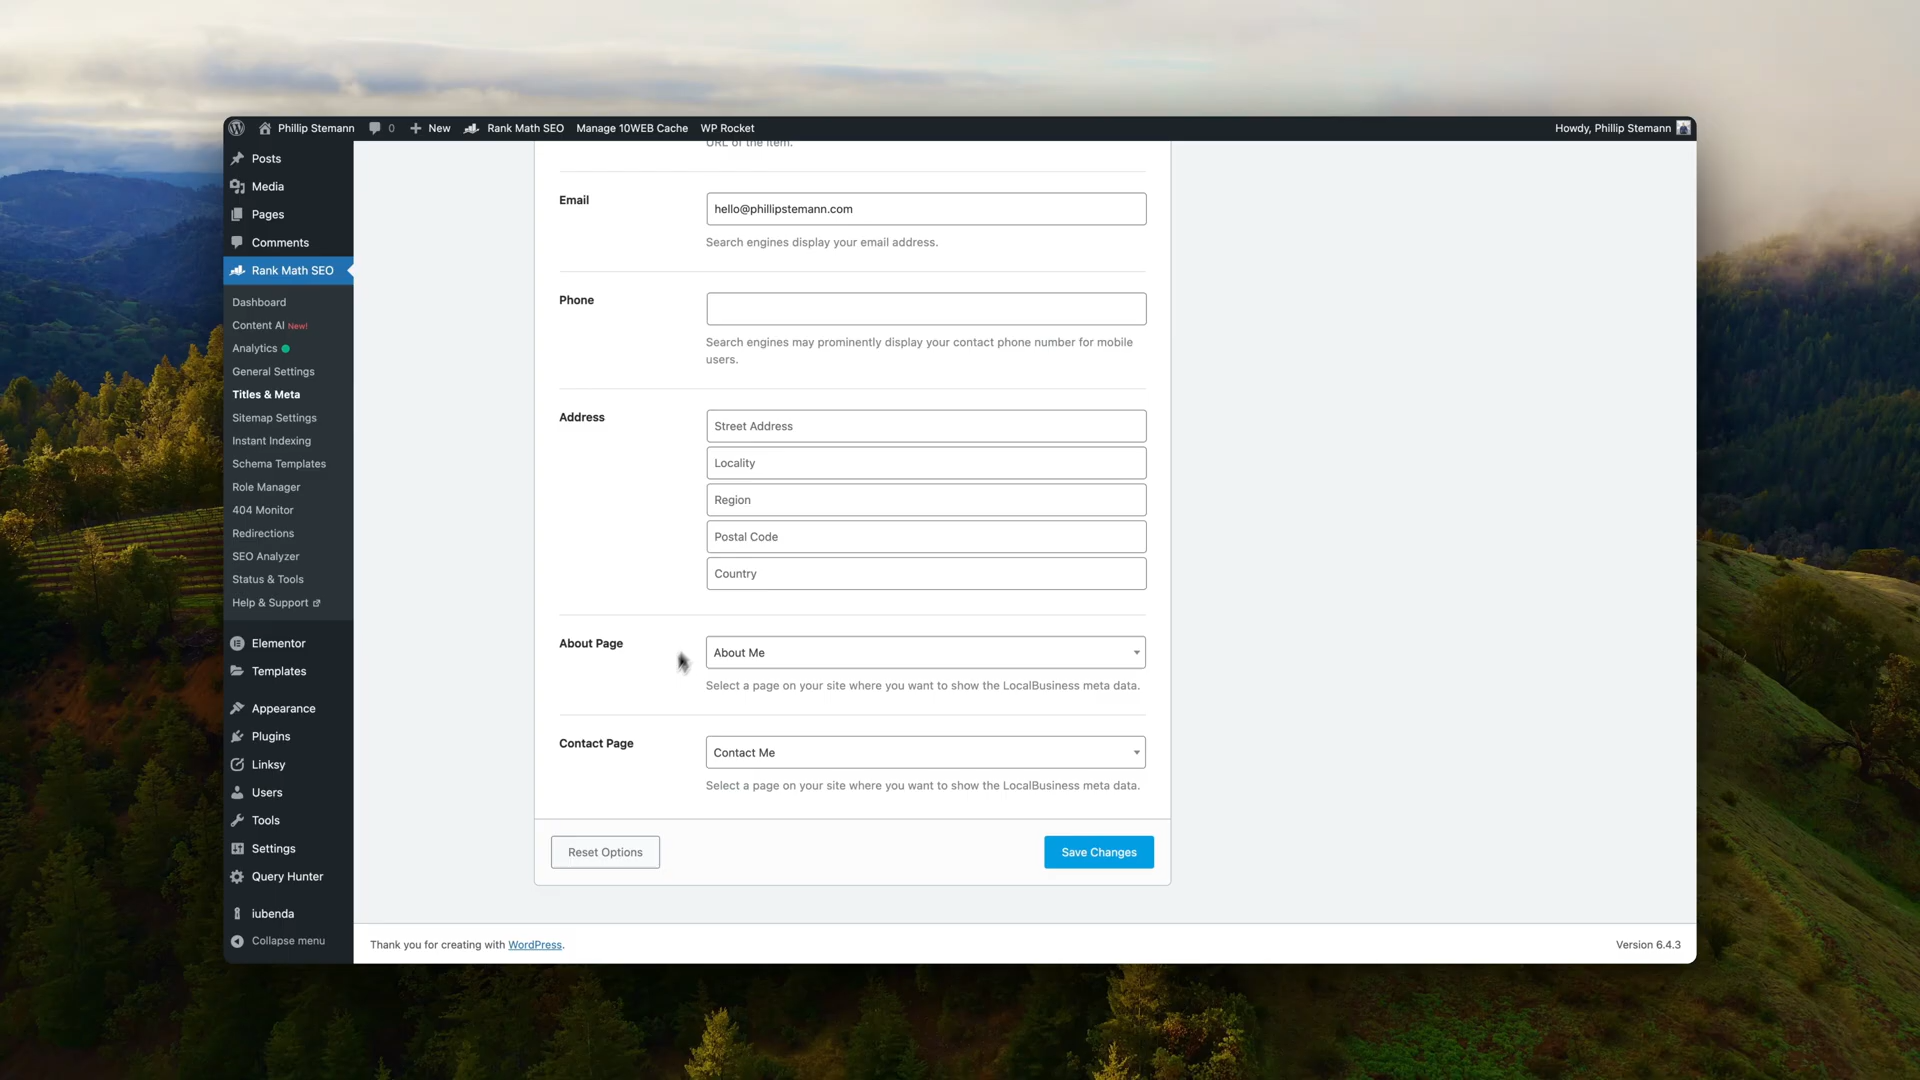 Phillip Stemann 0 New Rank Math SEO Manage 10WEB Cache WP Rocket Howdy, Phillip Stemann
Posts
Media
Pages
Comments
Rank Math SEO
Dashboard
Content AI New!
Analytics
General Settings
Titles & Meta
Sitemap Settings
Instant Indexing
Schema Templates
Role Manager
404 Monitor
Redirections
SEO Analyzer
Status & Tools
Help & Support
Elementor
Templates
Appearance
Plugins
Linksy
Users
Tools
Settings
Query Hunter
iubenda
Collapse menu
URL of the item.
Email
hello@phillipstemann.com
Search engines display your email address.
Phone
Search engines may prominently display your contact phone number for mobile
users.
Address
Street Address
Locality
Region
Postal Code
Country
About Page
About Me
Select a page on your site where you want to show the LocalBusiness meta data.
Contact Page
Contact Me
Select a page on your site where you want to show the LocalBusiness meta data.
Reset Options
Save Changes
Thank you for creating with WordPress.
Version 6.4.3